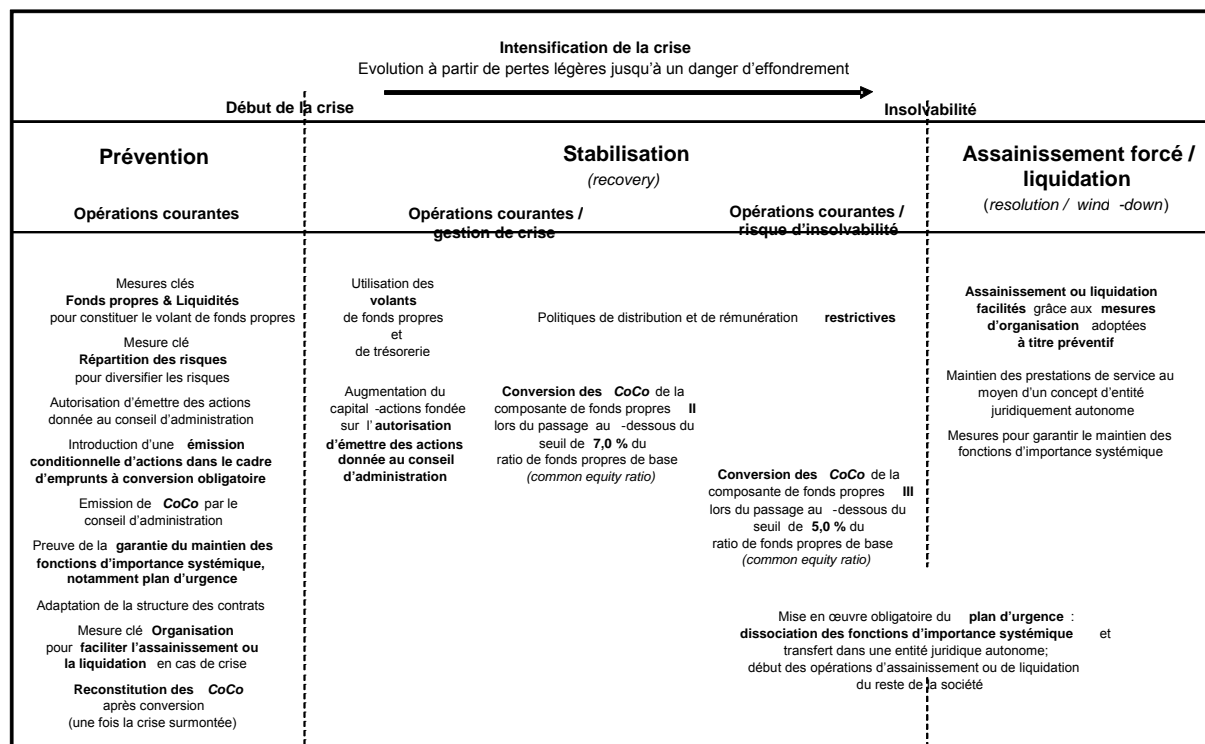 Intensification de la crise
Evolution à partir de pertes légères jusqu'à un danger d'effondrement
Début de la crise
Insolvabilité
Prévention
Opérations courantes
Stabilisation
(recovery)
Opérations courantes /
gestion de crise
Opérations courantes /
risque d'insolvabilité
Assainissement forcé /
liquidation
(resolution / wind -down)
Mesures clés
Fonds propres & Liquidités
pour constituer le volant de fonds propres
Mesure clé
Répartition des risques
pour diversifier les risques
Autorisation d'émettre des actions
donnée au conseil d'administration
Introduction d'une émission
conditionnelle d'actions dans le cadre
d'emprunts à conversion obligatoire
Emission de CoCo par le
conseil d'administration
Preuve de la garantie du maintien des
fonctions d'importance systémique,
notamment plan d'urgence
Adaptation de la structure des contrats
Mesure clé Organisation
pour faciliter l'assainissement ou
la liquidation en cas de crise
Reconstitution des CoCo
après conversion
(une fois la crise surmontée)
Utilisation des
volants
de fonds propres
et
de trésorerie
Augmentation du
capital -actions fondée
sur l'autorisation
d'émettre des actions
donnée au conseil
d'administration
Politiques de distribution et de rémunération restrictives
Conversion des CoCo de la
composante de fonds propres II
lors du passage au -dessous du
seuil de 7,0 % du
ratio de fonds propres de base
(common equity ratio)
Conversion des CoCo de la
composante de fonds propres III
lors du passage au -dessous du
seuil de 5,0 % du
ratio de fonds propres de base
(common equity ratio)
Mise en œuvre obligatoire du plan d'urgence :
dissociation des fonctions d'importance systémique et
transfert dans une entité juridique autonome;
début des opérations d'assainissement ou de liquidation
du reste de la société
Assainissement ou liquidation
facilités grâce aux mesures
d'organisation adoptées
à titre préventif
Maintien des prestations de service au
moyen d'un concept d'entité
juridiquement autonome
Mesures pour garantir le maintien des
fonctions d'importance systémique